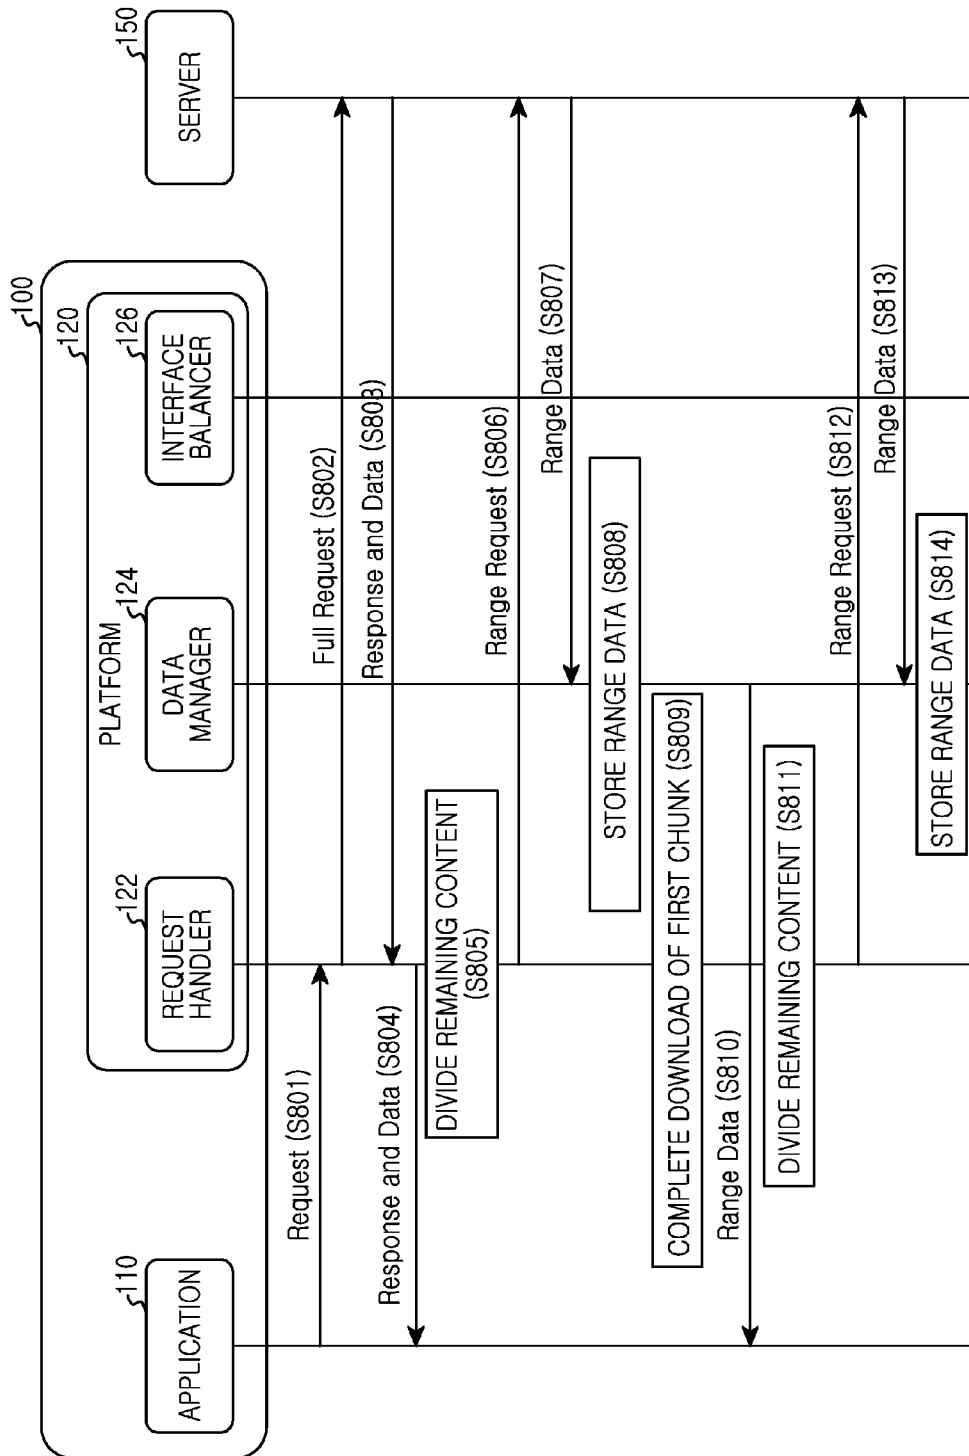 100
120
PLATFORM
110
122
124
126
150
APPLICATION
REQUEST
HANDLER
DATA
MANAGER
INTERFACE
BALANCER
SERVER
Request (S801)
Full Request (S802)
Response and Data (S803)
Response and Data (S804)
DIVIDE REMAINING CONTENT
(S805)
Range Request (S806)
Range Data (S807)
STORE RANGE DATA (S808)
COMPLETE DOWNLOAD OF FIRST CHUNK (S809)
Range Data (S810)
DIVIDE REMAINING CONTENT (S811)
Range Request (S812)
Range Data (S813)
STORE RANGE DATA (S814)